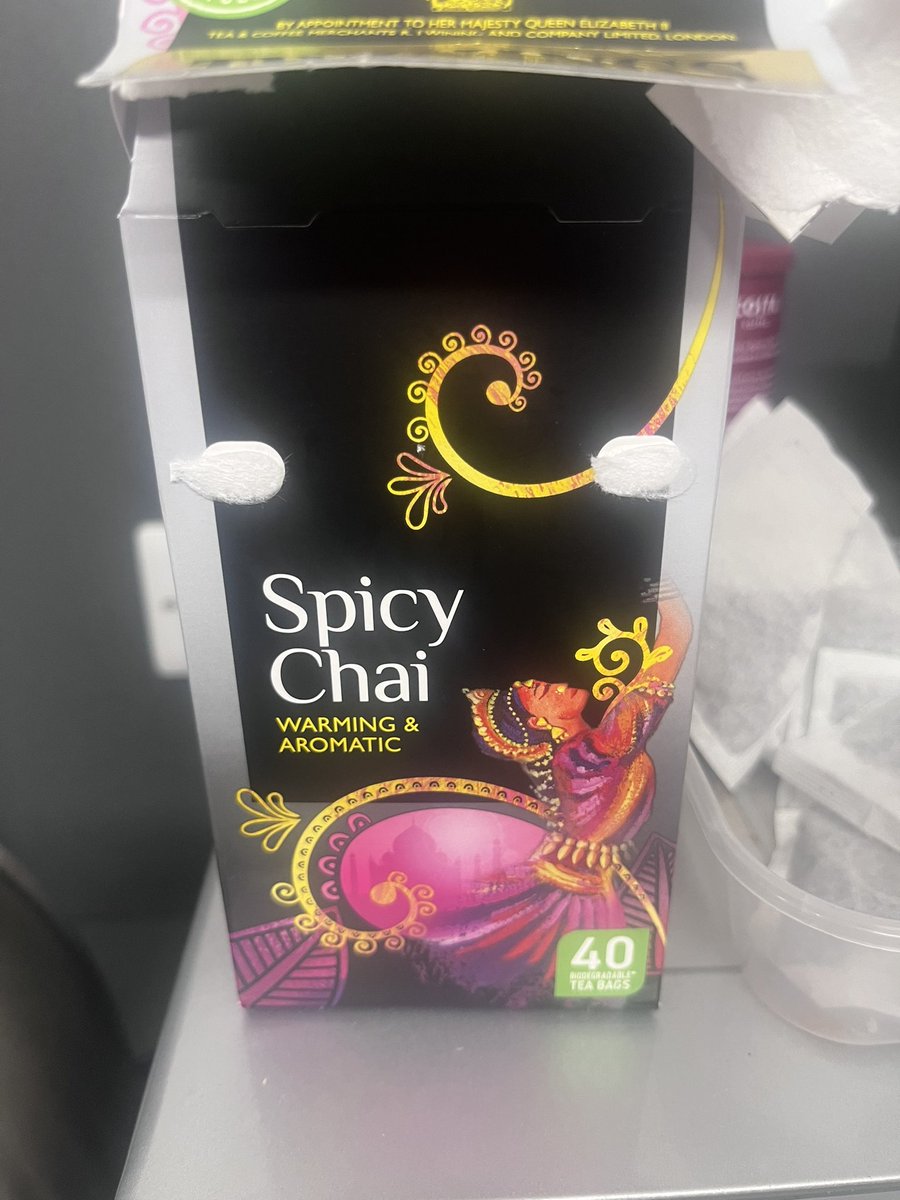 BY APPOINTMENT TO HER MAJESTY QUEEN ELIZABETH II
TEA & COFFEE MERCHANTS R. TWINING AND COMPANY LIMITED, LONDON.
Spicy
Chai
WARMING &
AROMATIC
40
BIODEGRADABLE*
TEA BAGS
COSTA